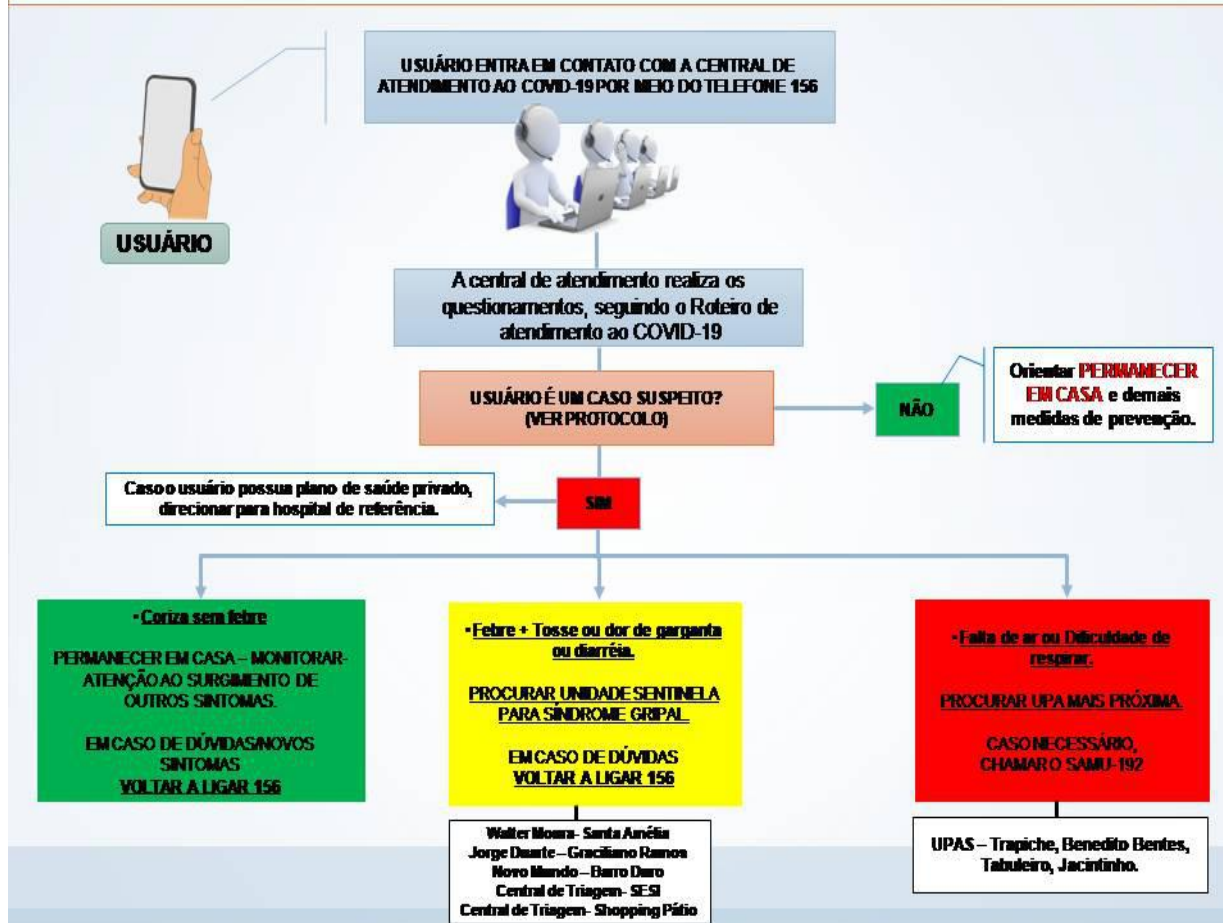 USUÁRIO ENTRA EM CONTATO COM A CENTRAL DE
ATENDIMENTO AO COVID-19 POR MEIO DO TELEFONE 156
USUÁRIO
A central de atendimento realiza os
questionamentos, seguindo o Roteiro de
atendimento ao COVID-19
USUÁRIO É UM CASO SUSPEITO?
(VER PROTOCOLO)
NÃO
Orientar PERMANECER
EM CASA e demais
medidas de prevenção.
SIM
Caso o usuário possua plano de saúde privado,
direcionar para hospital de referência.
• Coriza sem febre
PERMANECER EM CASA – MONITORAR-
ATENÇÃO AO SURGIMENTO DE
OUTROS SINTOMAS.
EM CASO DE DÚVIDAS/NOVOS
SINTOMAS
VOLTAR A LIGAR 156
• Febre + Tosse ou dor de garganta
ou diarréia.
PROCURAR UNIDADE SENTINELA
PARA SÍNDROME GRIPAL.
EM CASO DE DÚVIDAS
VOLTAR A LIGAR 156
Walter Moura- Santa Amélia
Jorge Duarte – Graciliano Ramos
Novo Mundo – Barro Duro
Central de Triagem- SESI
Central de Triagem- Shopping Pátio
• Falta de ar ou Dificuldade de
respirar.
PROCURAR UPA MAIS PRÓXIMA.
CASO NECESSÁRIO,
CHAMAR O SAMU-192
UPAS – Trapiche, Benedito Bentes,
Tabuleiro, Jacintinho.